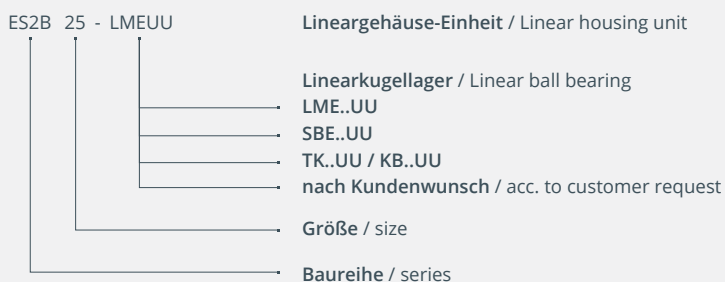 ES2B 25 - LMEUU Lineargehäuse-Einheit / Linear housing unit
Linearkugellager / Linear ball bearing
LME..UU
SBE..UU
TK..UU / KB..UU
nach Kundenwunsch / acc. to customer request
Größe / size
Baureihe / series